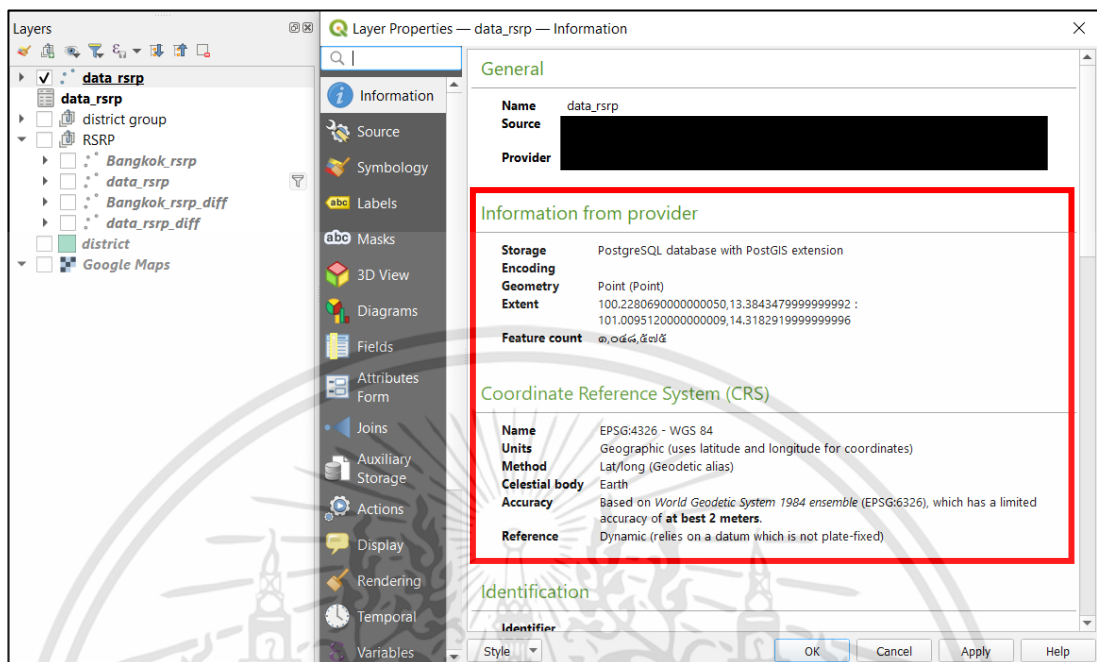 Layers
data_rsrp
data_rsrp
district group
RSRP
Bangkok_rsrp
data_rsrp
Bangkok_rsrp_diff
data_rsrp_diff
district
Google Maps
Layer Properties — data_rsrp — Information
Information
Source
Symbology
abc Labels
abc Masks
3D View
Diagrams
Fields
Attributes
Form
Joins
Auxiliary
Storage
Actions
Display
Rendering
Temporal
Variables
General
Name data_rsrp
Source
Provider
Information from provider
Storage PostgreSQL database with PostGIS extension
Encoding
Geometry Point (Point)
Extent 100.2280690000000050,13.3843479999999992 :
101.0095120000000009,14.3182919999999996
Feature count ๑,๐๔๘,๕๗๕
Coordinate Reference System (CRS)
Name EPSG:4326 - WGS 84
Units Geographic (uses latitude and longitude for coordinates)
Method Lat/long (Geodetic alias)
Celestial body Earth
Accuracy Based on World Geodetic System 1984 ensemble (EPSG:6326), which has a limited
accuracy of at best 2 meters.
Reference Dynamic (relies on a datum which is not plate-fixed)
Identification
Identifier
Style
OK
Cancel
Apply
Help